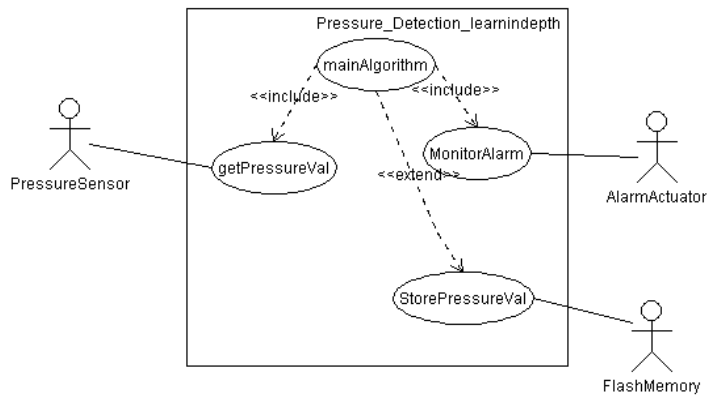 Pressure_Detection_learnindepth
mainAlgorithm
<<include>>
<<include>>
getPressureVal
MonitorAlarm
PressureSensor
<<extend>>
AlarmActuator
StorePressureVal
FlashMemory